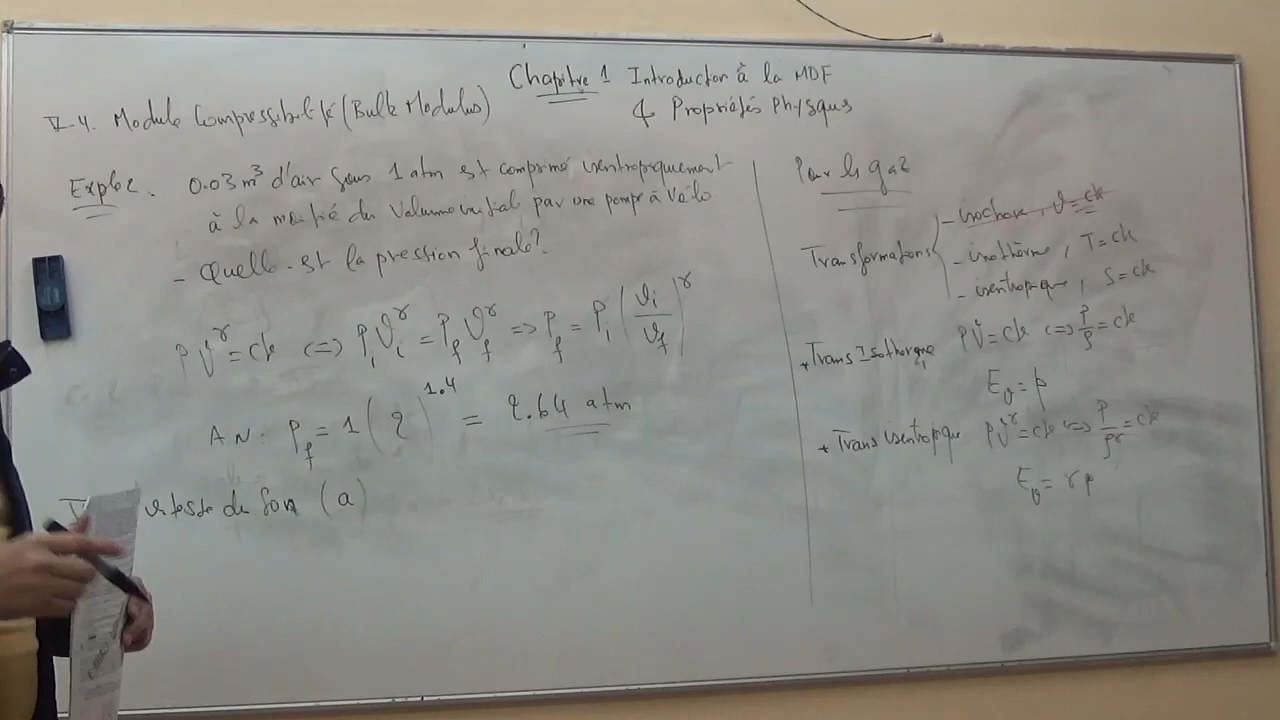 Chapitre 1 Introduction à la MDF
& Propriétés Physques
V-4. Module Compressibilité (Bulk Modulus)
Exple2. 0.03 m³ d'air sous 1 atm est comprimé isentropiquement
à la moitié du Volume initial par une pompe à Vélo
- Quelle est la pression finale?
PV^γ = cte <=> P_i V_i^γ = P_f V_f^γ => P_f = P_i (V_i/V_f)^γ
AN: P_f = 1 (2)^1.4 = 2.64 atm
vitesse du Son (a)
Pour les gaz
Transformations
- isochore, V = cte
- isotherme, T = cte
- isentropique, S = cte
* Trans Isotherme PV = cte <=> P/ρ = cte
E_v = p
* Trans isentropique PV^γ = cte <=> P/ρ^γ = cte
E_v = γ p